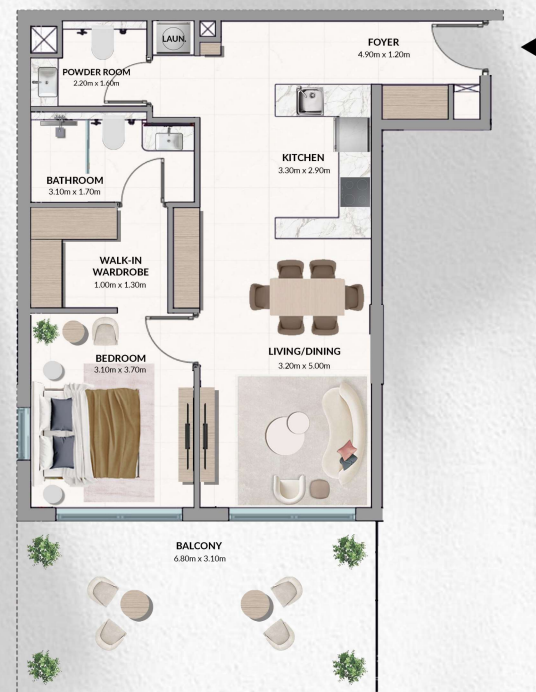 LAUN.
FOYER
4.90m x 1.20m
POWDER ROOM
2.20m x 1.60m
KITCHEN
3.30m x 2.90m
BATHROOM
3.10m x 1.70m
WALK-IN
WARDROBE
1.00m x 1.30m
LIVING/DINING
3.20m x 5.00m
BEDROOM
3.10m x 3.70m
BALCONY
6.80m x 3.10m